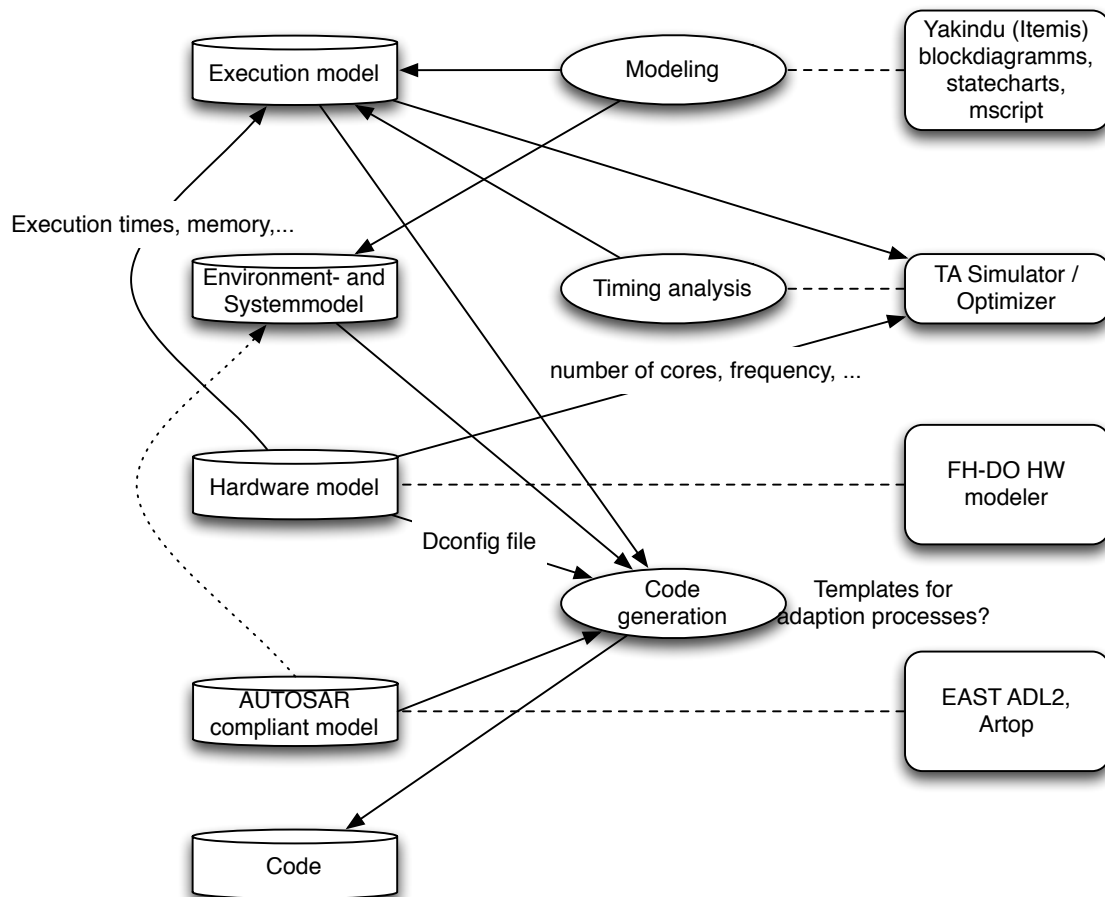 Execution model
Modeling
Yakindu (Itemis)
blockdiagramms,
statecharts,
mscript
Execution times, memory,...
Environment- and
Systemmodel
Timing analysis
TA Simulator /
Optimizer
number of cores, frequency, ...
Hardware model
FH-DO HW
modeler
Dconfig file
Code
generation
Templates for
adaption processes?
AUTOSAR
compliant model
EAST ADL2,
Artop
Code